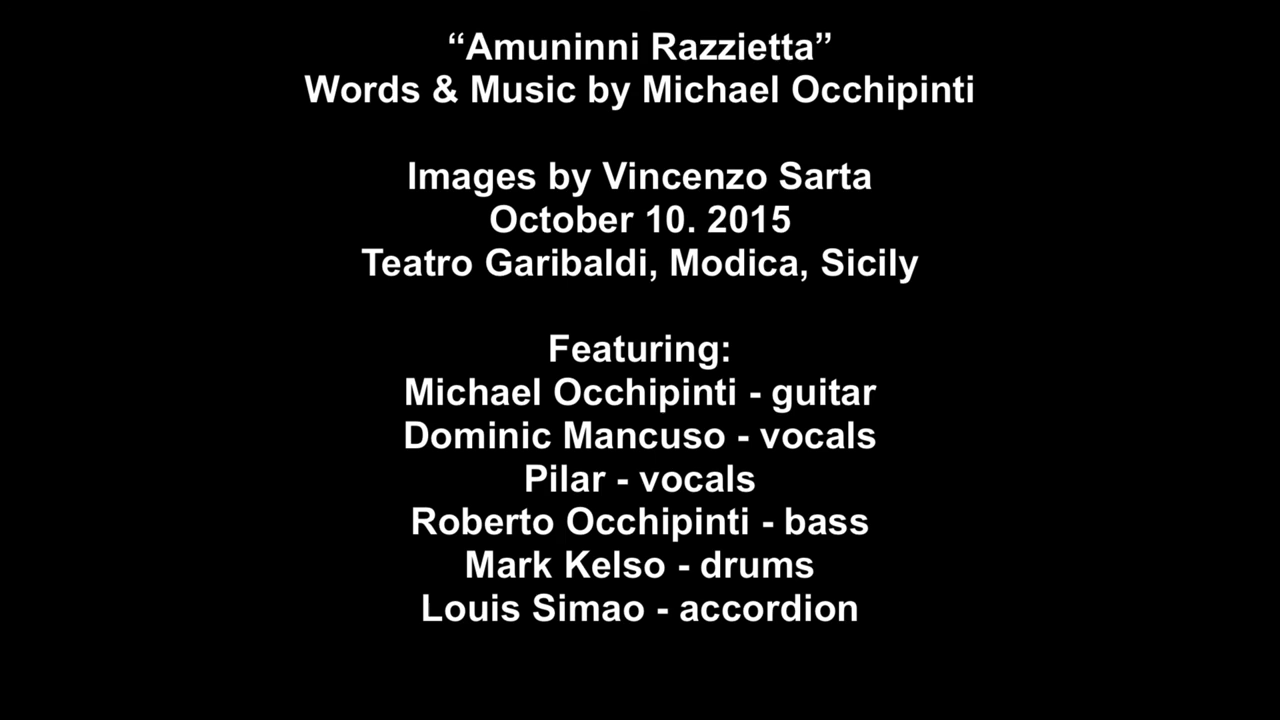 “Amuninni Razzietta”
Words & Music by Michael Occhipinti
Images by Vincenzo Sarta
October 10. 2015
Teatro Garibaldi, Modica, Sicily
Featuring:
Michael Occhipinti - guitar
Dominic Mancuso - vocals
Pilar - vocals
Roberto Occhipinti - bass
Mark Kelso - drums
Louis Simao - accordion